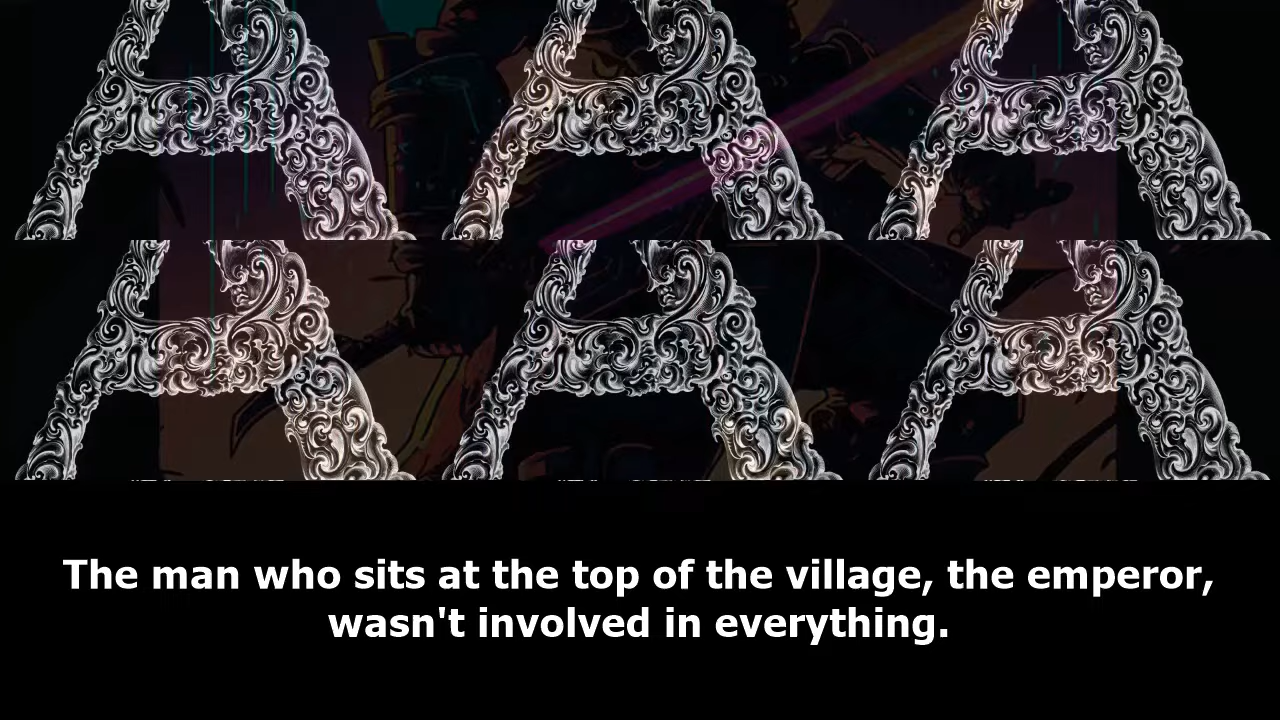 A A A
A A A
The man who sits at the top of the village, the emperor,
wasn't involved in everything.